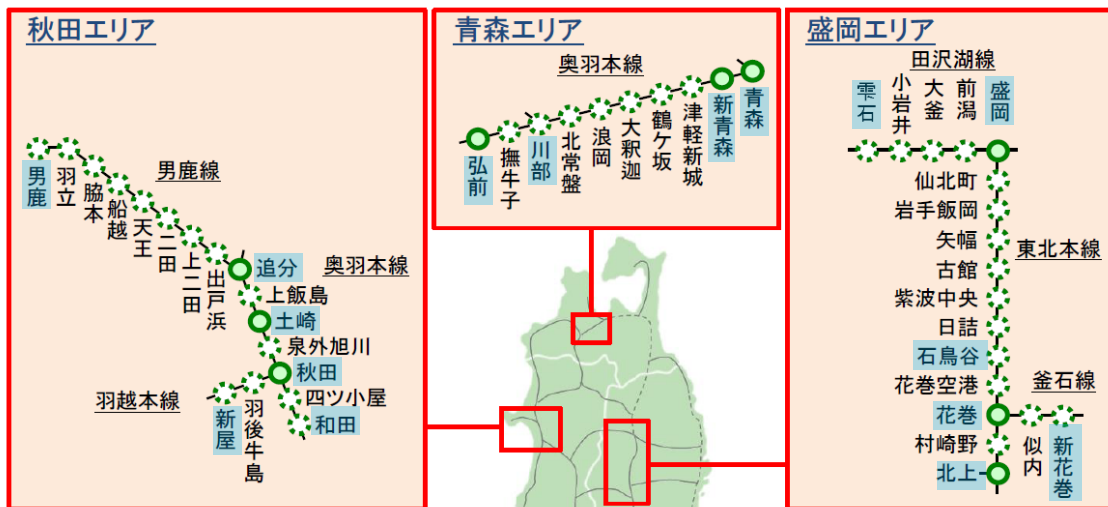 秋田エリア
男鹿
羽立
脇本
船越
天王
二田
上二田
出戸浜
男鹿線
追分
奥羽本線
上飯島
土崎
泉外旭川
秋田
羽越本線
新屋
羽後牛島
四ツ小屋
和田
青森エリア
奥羽本線
弘前
撫牛子
川部
北常盤
浪岡
大釈迦
鶴ケ坂
津軽新城
新青森
青森
盛岡エリア
田沢湖線
雫石
小岩井
大釜
前潟
盛岡
仙北町
岩手飯岡
矢幅
東北本線
古館
紫波中央
日詰
石鳥谷
花巻空港
釜石線
花巻
似内
新花巻
村崎野
北上